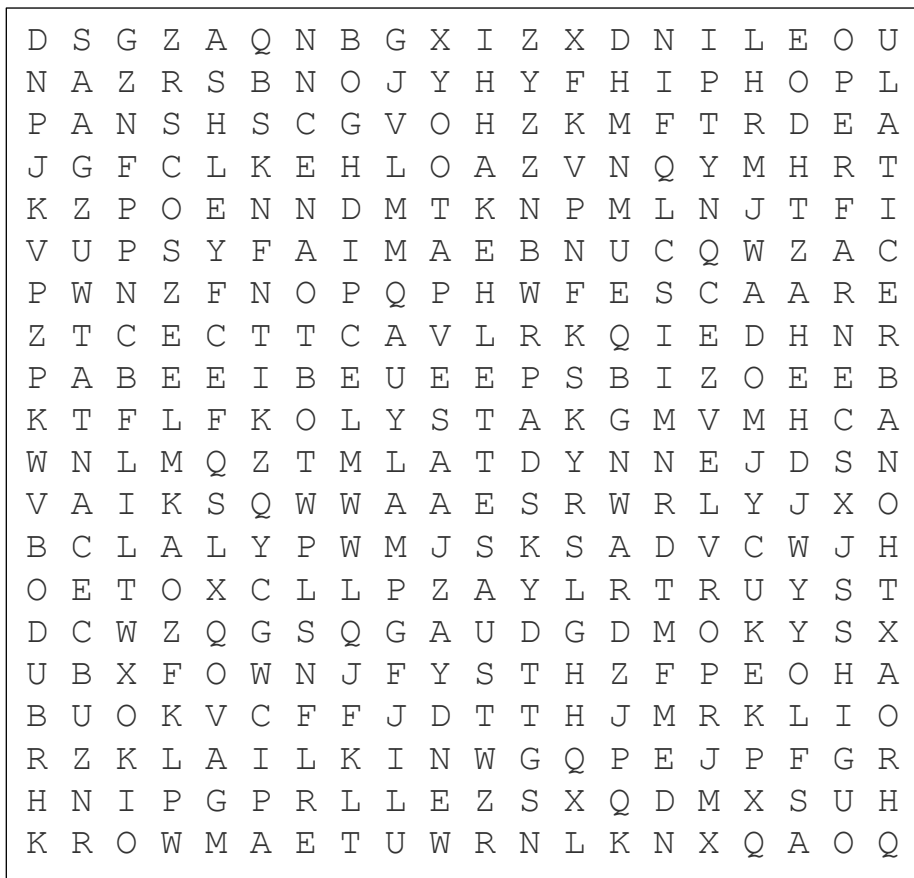 D S G Z A Q N B G X I Z X D N I L E O U
N A Z R S B N O J Y H Y F H I P H O P L
P A N S H S C G V O H Z K M F T R D E A
J G F C L K E H L O A Z V N Q Y M H R T
K Z P O E N N D M T K N P M L N J T F I
V U P S Y F A I M A E B N U C Q W Z A C
P W N Z F N O P Q P H W F E S C A A R E
Z T C E C T T C A V L R K Q I E D H N R
P A B E E I B E U E E P S B I Z O E E B
K T F L F K O L Y S T A K G M V M H C A
W N L M Q Z T M L A T D Y N N E J D S N
V A I K S Q W W A A E S R W R L Y J X O
B C L A L Y P W M J S K S A D V C W J H
O E T O X C L L P Z A Y L R T R U Y S T
D C W Z Q G S Q G A U D G D M O K Y S X
U B X F O W N J F Y S T H Z F P E O H A
B U O K V C F F J D T T H J M R K L I O
R Z K L A I L K I N W G Q P E J P F G R
H N I P G P R L L E Z S X Q D M X S U H
K R O W M A E T U W R N L K N X Q A O Q